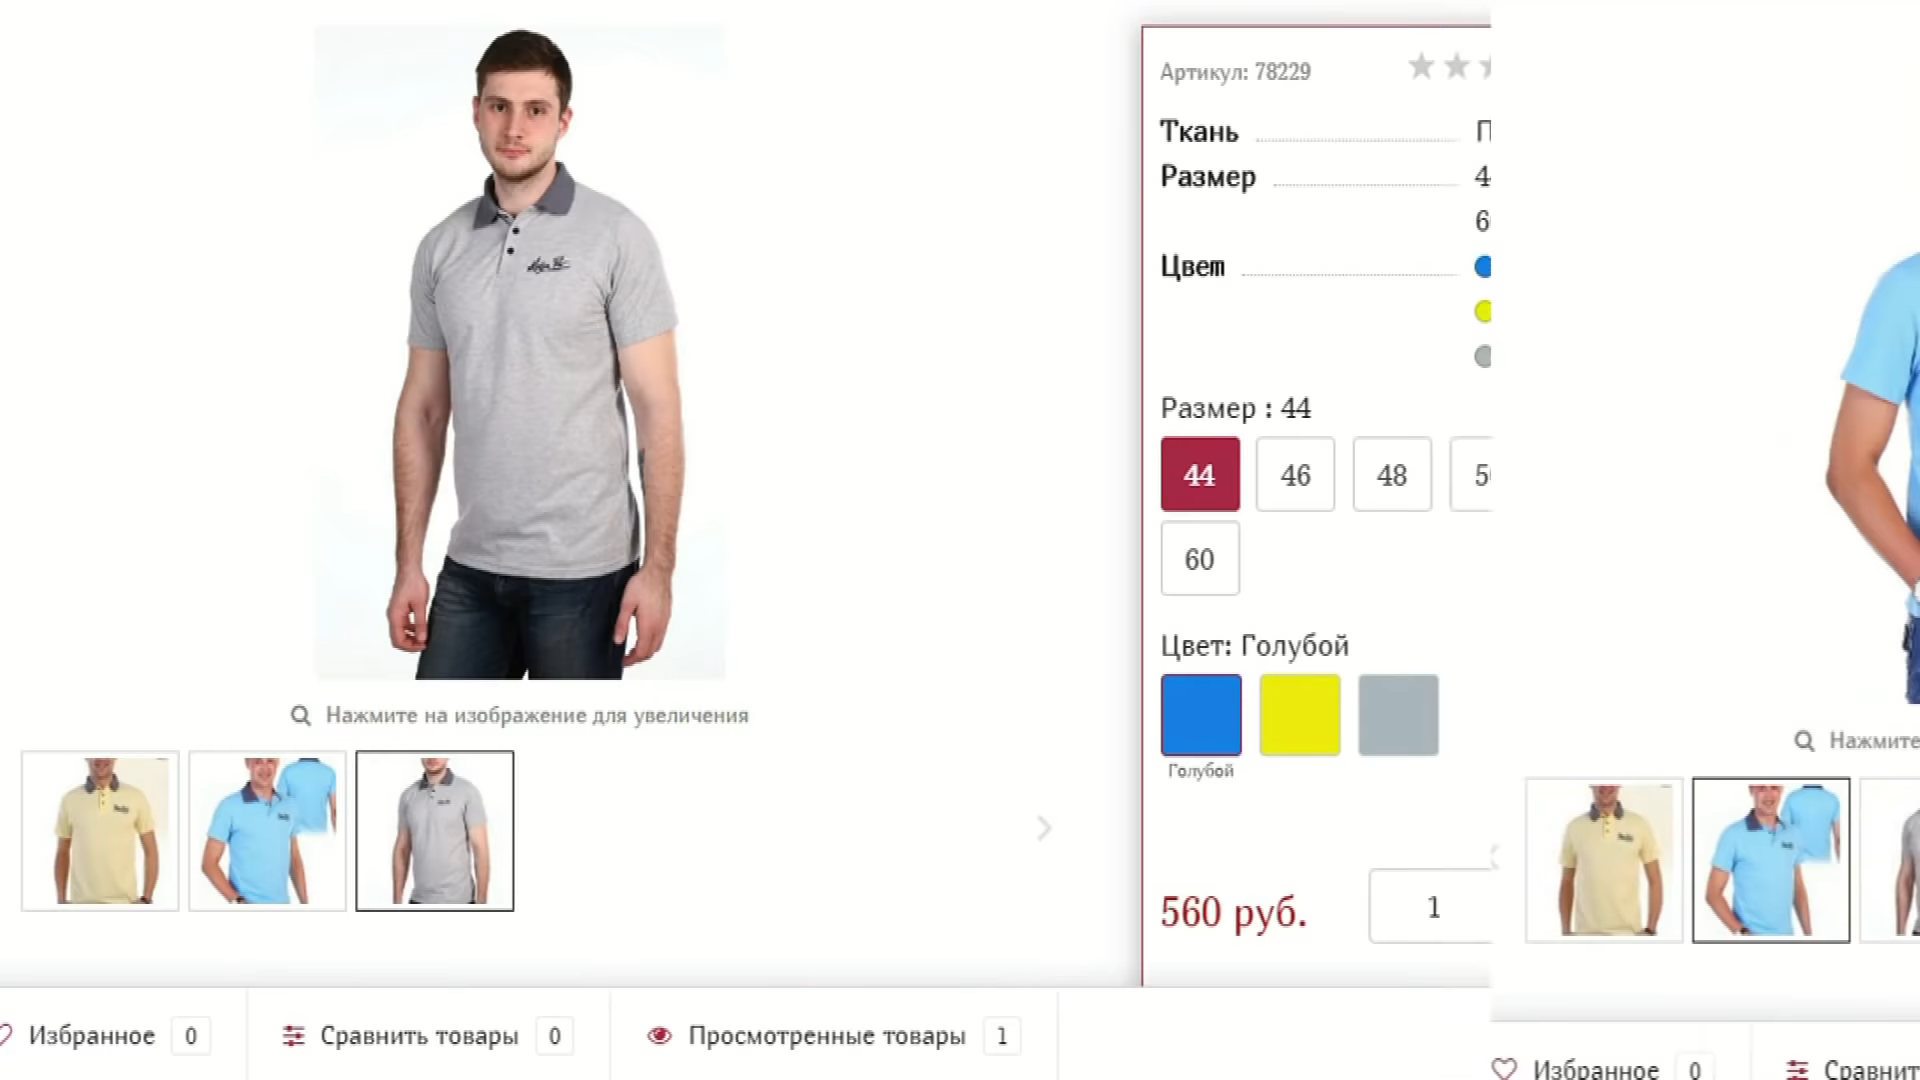 Артикул: 78229
Ткань
Размер
Цвет
Размер : 44
44
46
48
60
Цвет: Голубой
Голубой
Нажмите на изображение для увеличения
560 руб.
1
Избранное 0
Сравнить товары 0
Просмотренные товары 1
Нажмите
Избранное 0